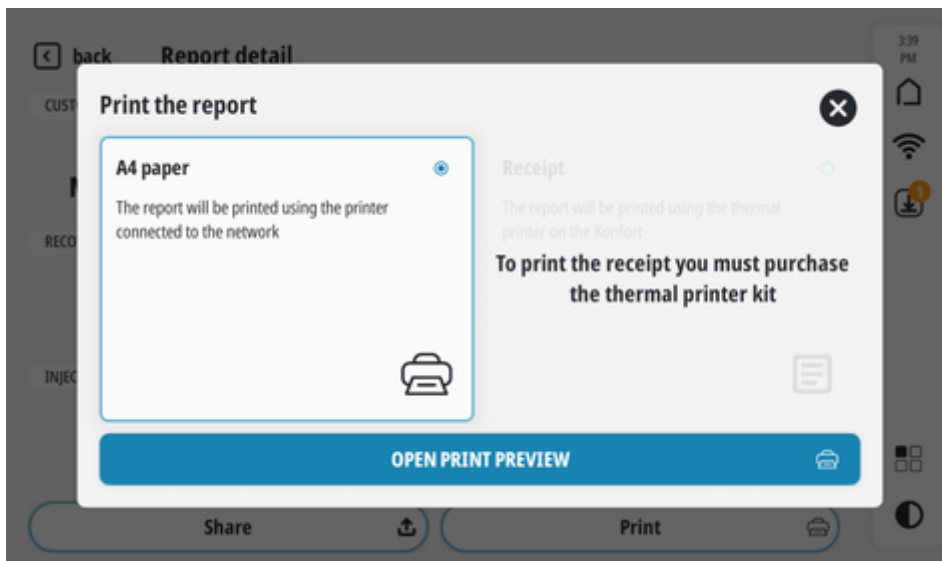 back Report detail
3:39
PM
CUST
Print the report
A4 paper
The report will be printed using the printer
connected to the network
Receipt
The report will be printed using the thermal
printer on the Konfort
To print the receipt you must purchase
the thermal printer kit
1
RECO
INJEC
OPEN PRINT PREVIEW
Share
Print